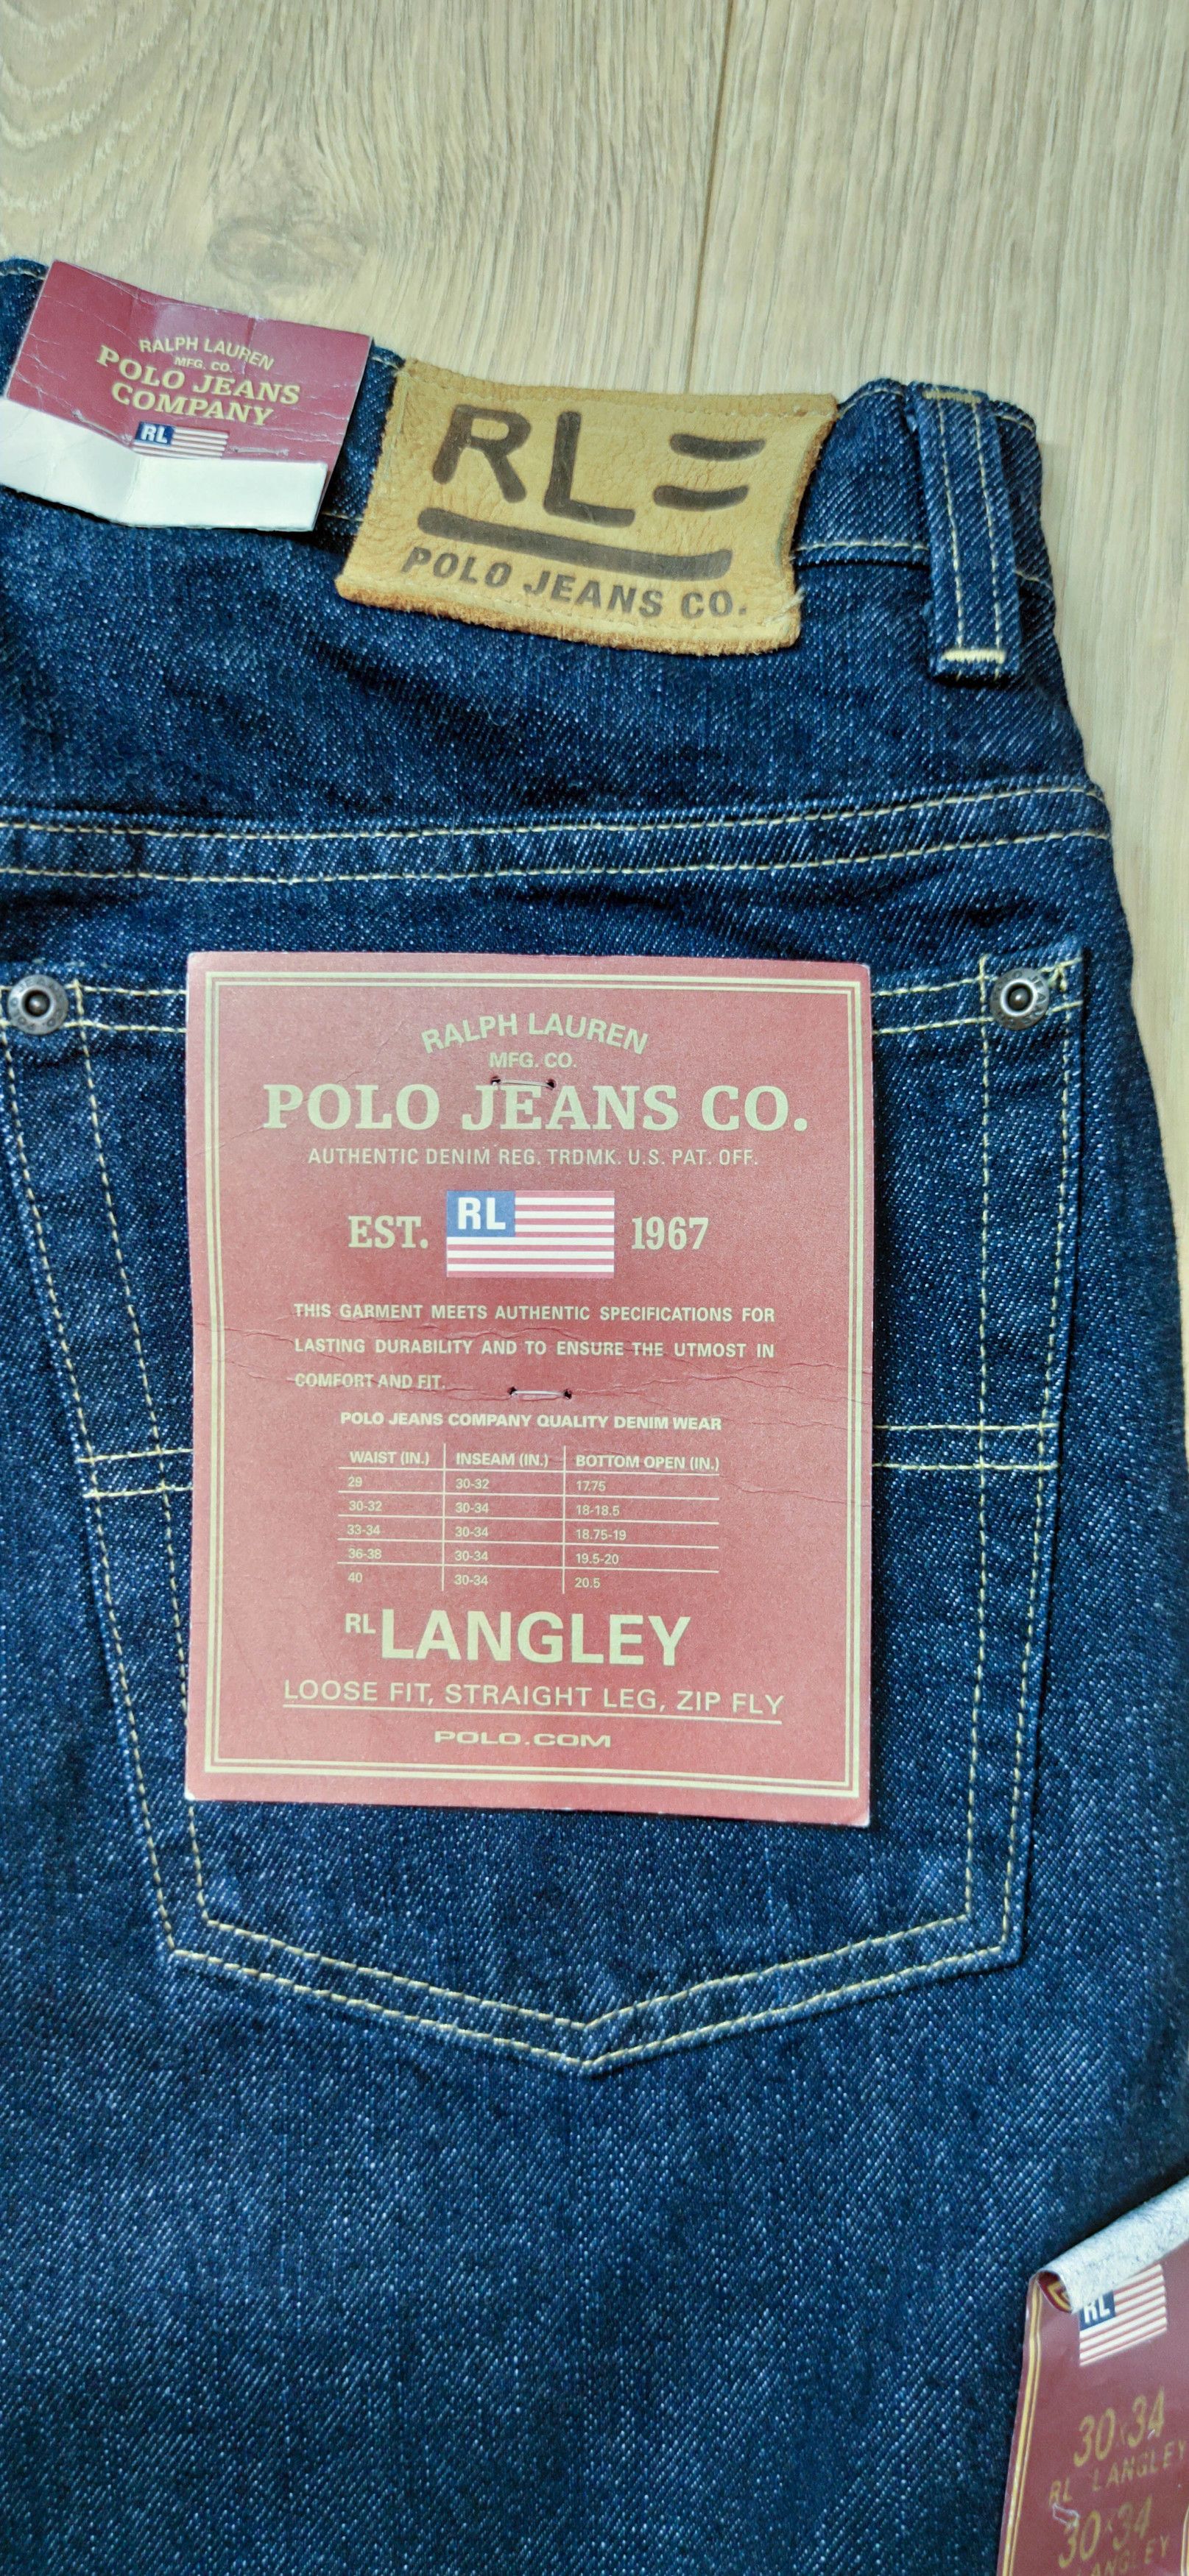 RALPH LAUREN
MFG. CO.
POLO JEANS
COMPANY
RL
RL
POLO JEANS CO.
RALPH LAUREN
MFG. CO.
POLO JEANS CO.
AUTHENTIC DENIM REG. TRDMK. U.S. PAT. OFF.
EST. RL 1967
THIS GARMENT MEETS AUTHENTIC SPECIFICATIONS FOR
LASTING DURABILITY AND TO ENSURE THE UTMOST IN
COMFORT AND FIT.
POLO JEANS COMPANY QUALITY DENIM WEAR
WAIST (IN.) INSEAM (IN.) BOTTOM OPEN (IN.)
29 30-32 17.75
30-32 30-34 18-18.5
33-34 30-34 18.75-19
36-38 30-34 19.5-20
40 30-34 20.5
RL LANGLEY
LOOSE FIT, STRAIGHT LEG, ZIP FLY
POLO.COM
RL
30x34
RL LANGLEY
30x34
LANGLEY